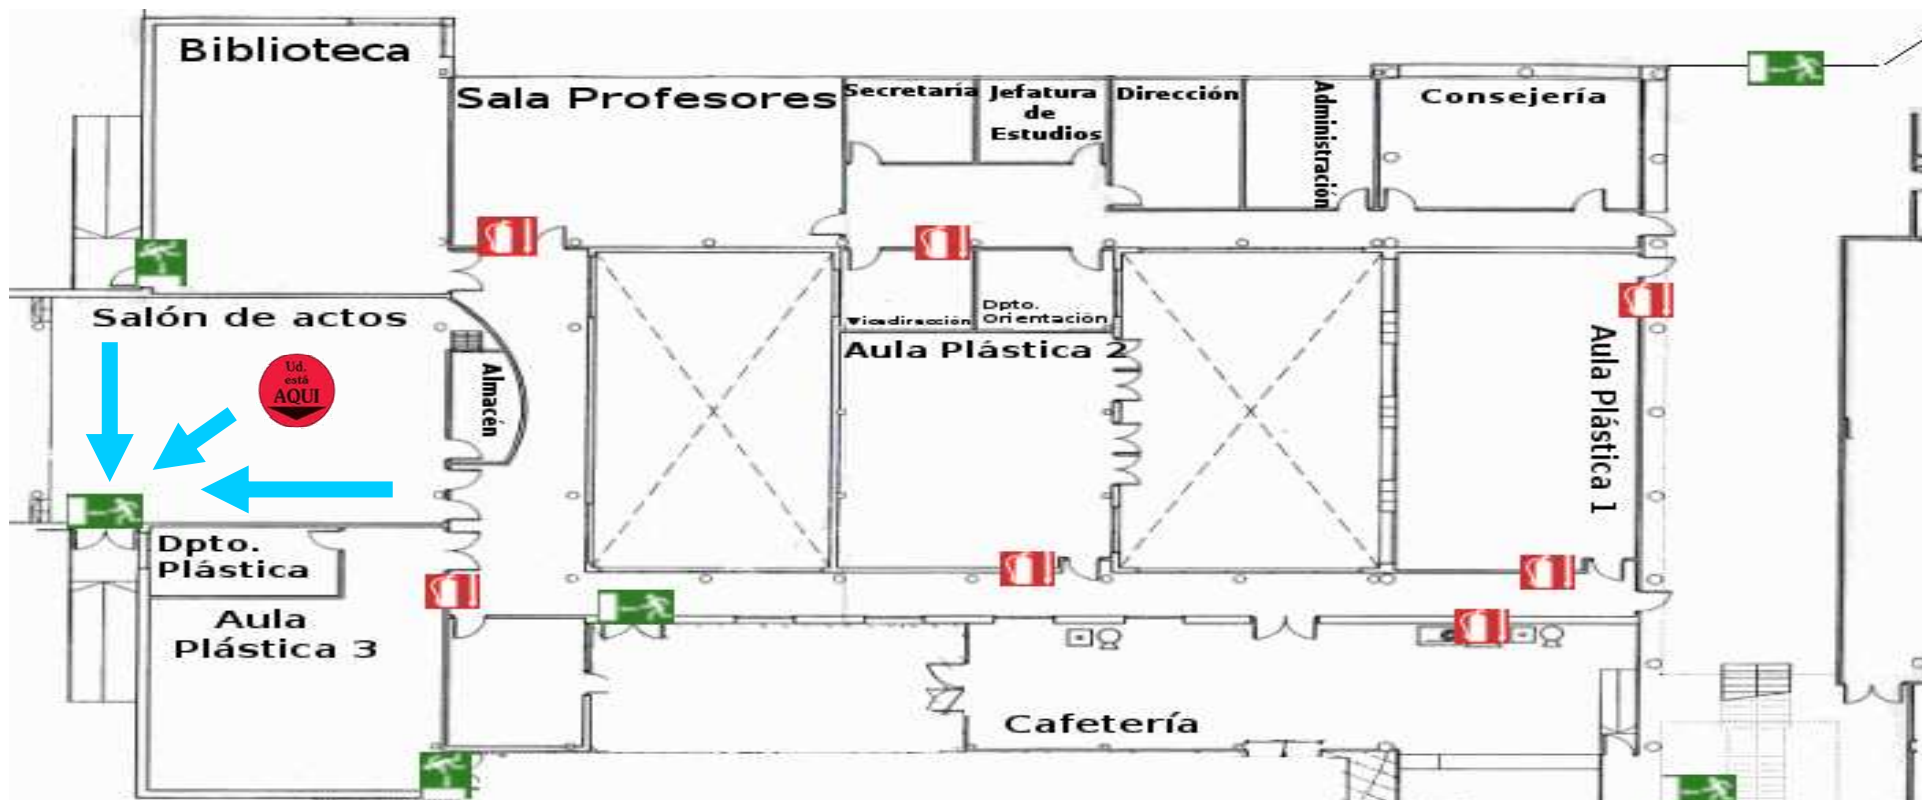 Biblioteca
Sala Profesores
Secretaría
Jefatura
de
Estudios
Dirección
Administración
Consejería
Salón de actos
Ud.
está
AQUI
Almacén
Vicedirección
Dpto.
Orientación
Aula Plástica 2
Aula Plástica 1
Dpto.
Plástica
Aula
Plástica 3
Cafetería